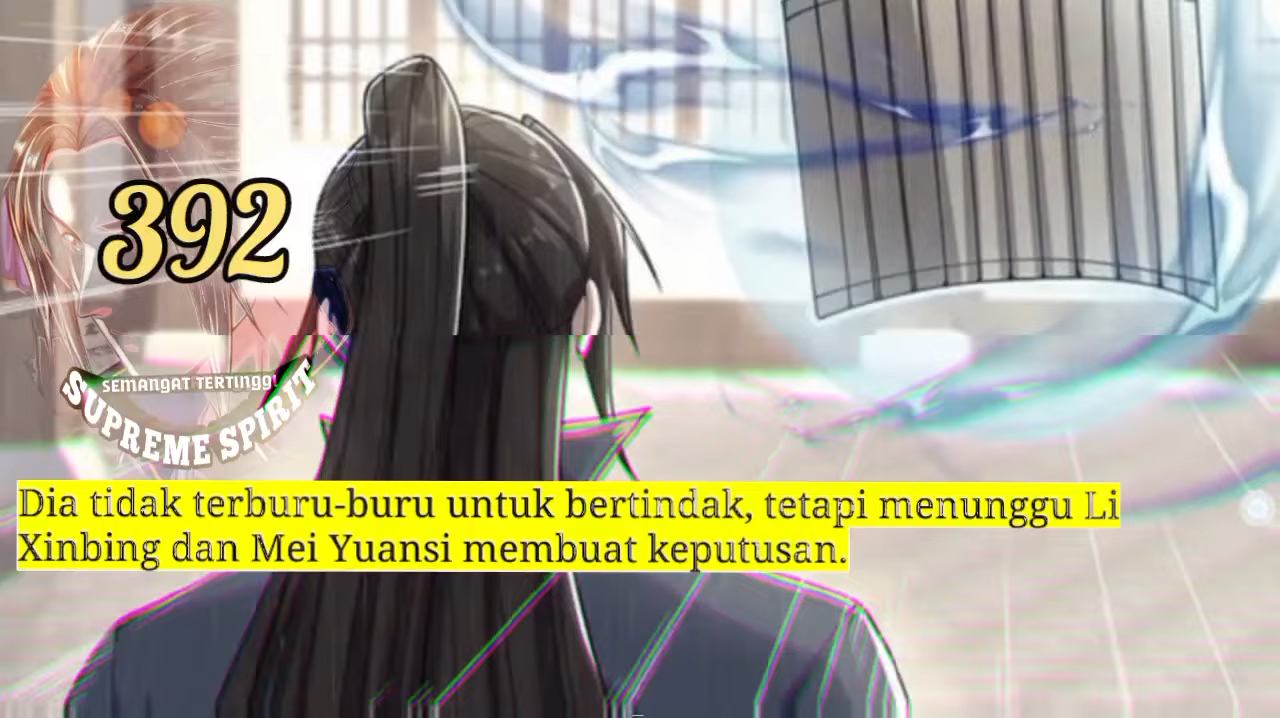 392
SEMANGAT TERTINGGI
SUPREME SPIRIT
Dia tidak terburu-buru untuk bertindak, tetapi menunggu Li
Xinbing dan Mei Yuansi membuat keputusan.